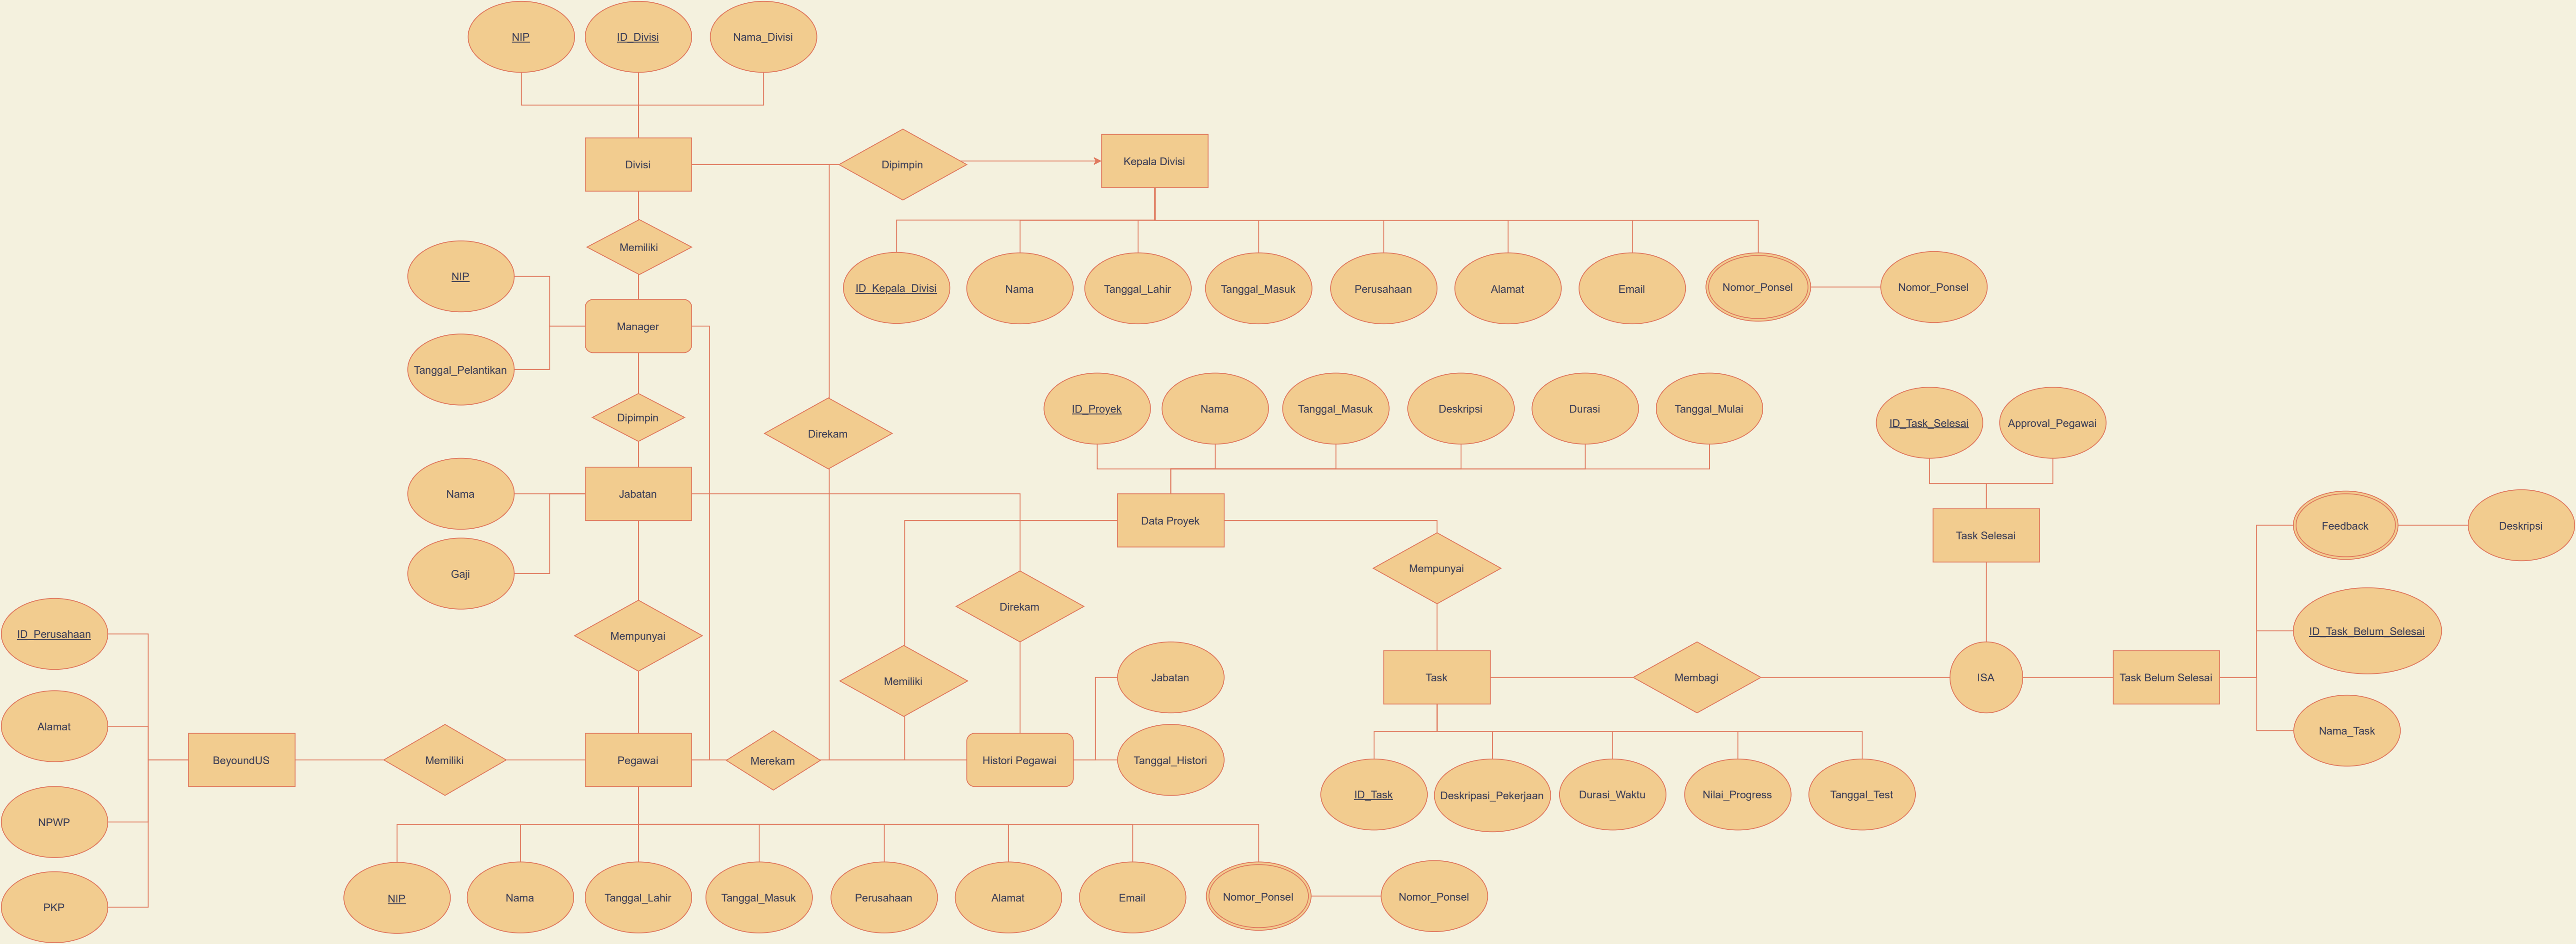 NIP
ID_Divisi
Nama_Divisi
Divisi
Dipimpin
Kepala Divisi
Memiliki
NIP
ID_Kepala_Divisi
Nama
Tanggal_Lahir
Tanggal_Masuk
Perusahaan
Alamat
Email
Nomor_Ponsel
Nomor_Ponsel
Manager
Tanggal_Pelantikan
Dipimpin
Direkam
ID_Proyek
Nama
Tanggal_Masuk
Deskripsi
Durasi
Tanggal_Mulai
ID_Task_Selesai
Approval_Pegawai
Nama
Jabatan
Data Proyek
Task Selesai
Feedback
Deskripsi
Gaji
Mempunyai
Direkam
ID_Perusahaan
Mempunyai
ID_Task_Belum_Selesai
Memiliki
Jabatan
Task
Membagi
ISA
Task Belum Selesai
Alamat
Nama_Task
BeyoundUS
Memiliki
Pegawai
Merekam
Histori Pegawai
Tanggal_Histori
ID_Task
Deskripasi_Pekerjaan
Durasi_Waktu
Nilai_Progress
Tanggal_Test
NPWP
PKP
NIP
Nama
Tanggal_Lahir
Tanggal_Masuk
Perusahaan
Alamat
Email
Nomor_Ponsel
Nomor_Ponsel